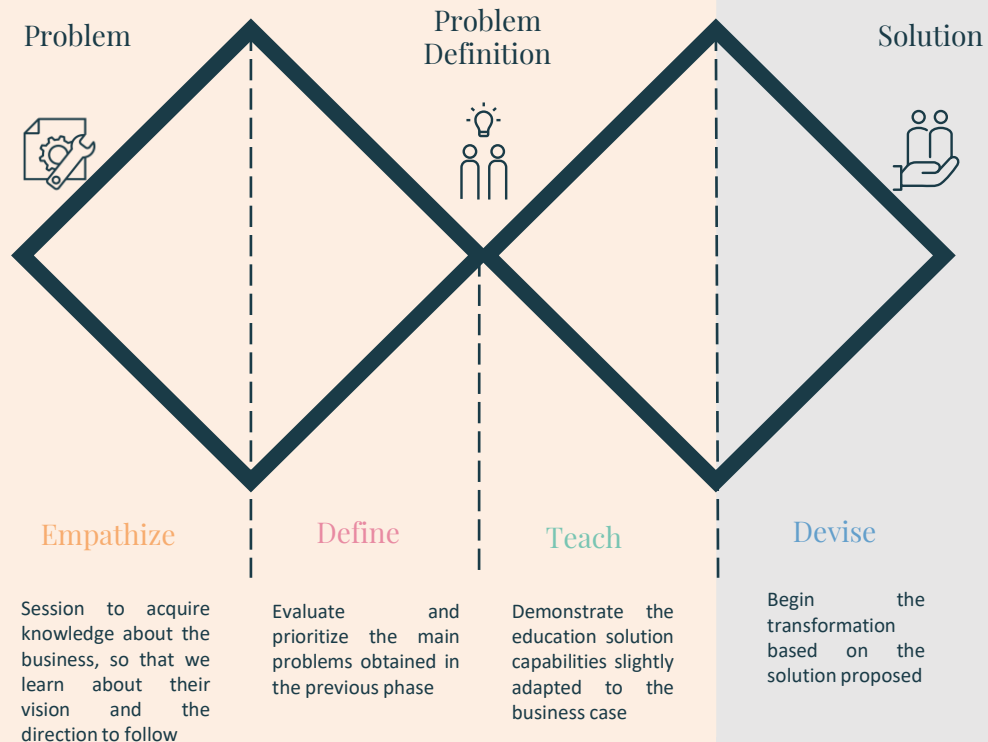 Problem
Problem
Definition
Solution
Empathize
Session to acquire
knowledge about the
business, so that we
learn about their
vision and the
direction to follow
Define
Evaluate and
prioritize the main
problems obtained in
the previous phase
Teach
Demonstrate the
education solution
capabilities slightly
adapted to the
business case
Devise
Begin the
transformation
based on the
solution proposed